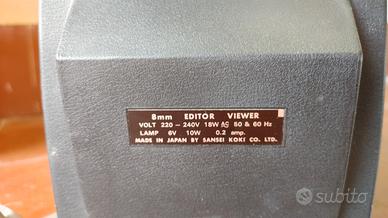 8mm EDITOR VIEWER
VOLT 220 - 240V 18W AC 50 & 60 Hz
LAMP 6V 10W 0.2 amp.
MADE IN JAPAN BY SANSEI KOKI CO. LTD.
subito